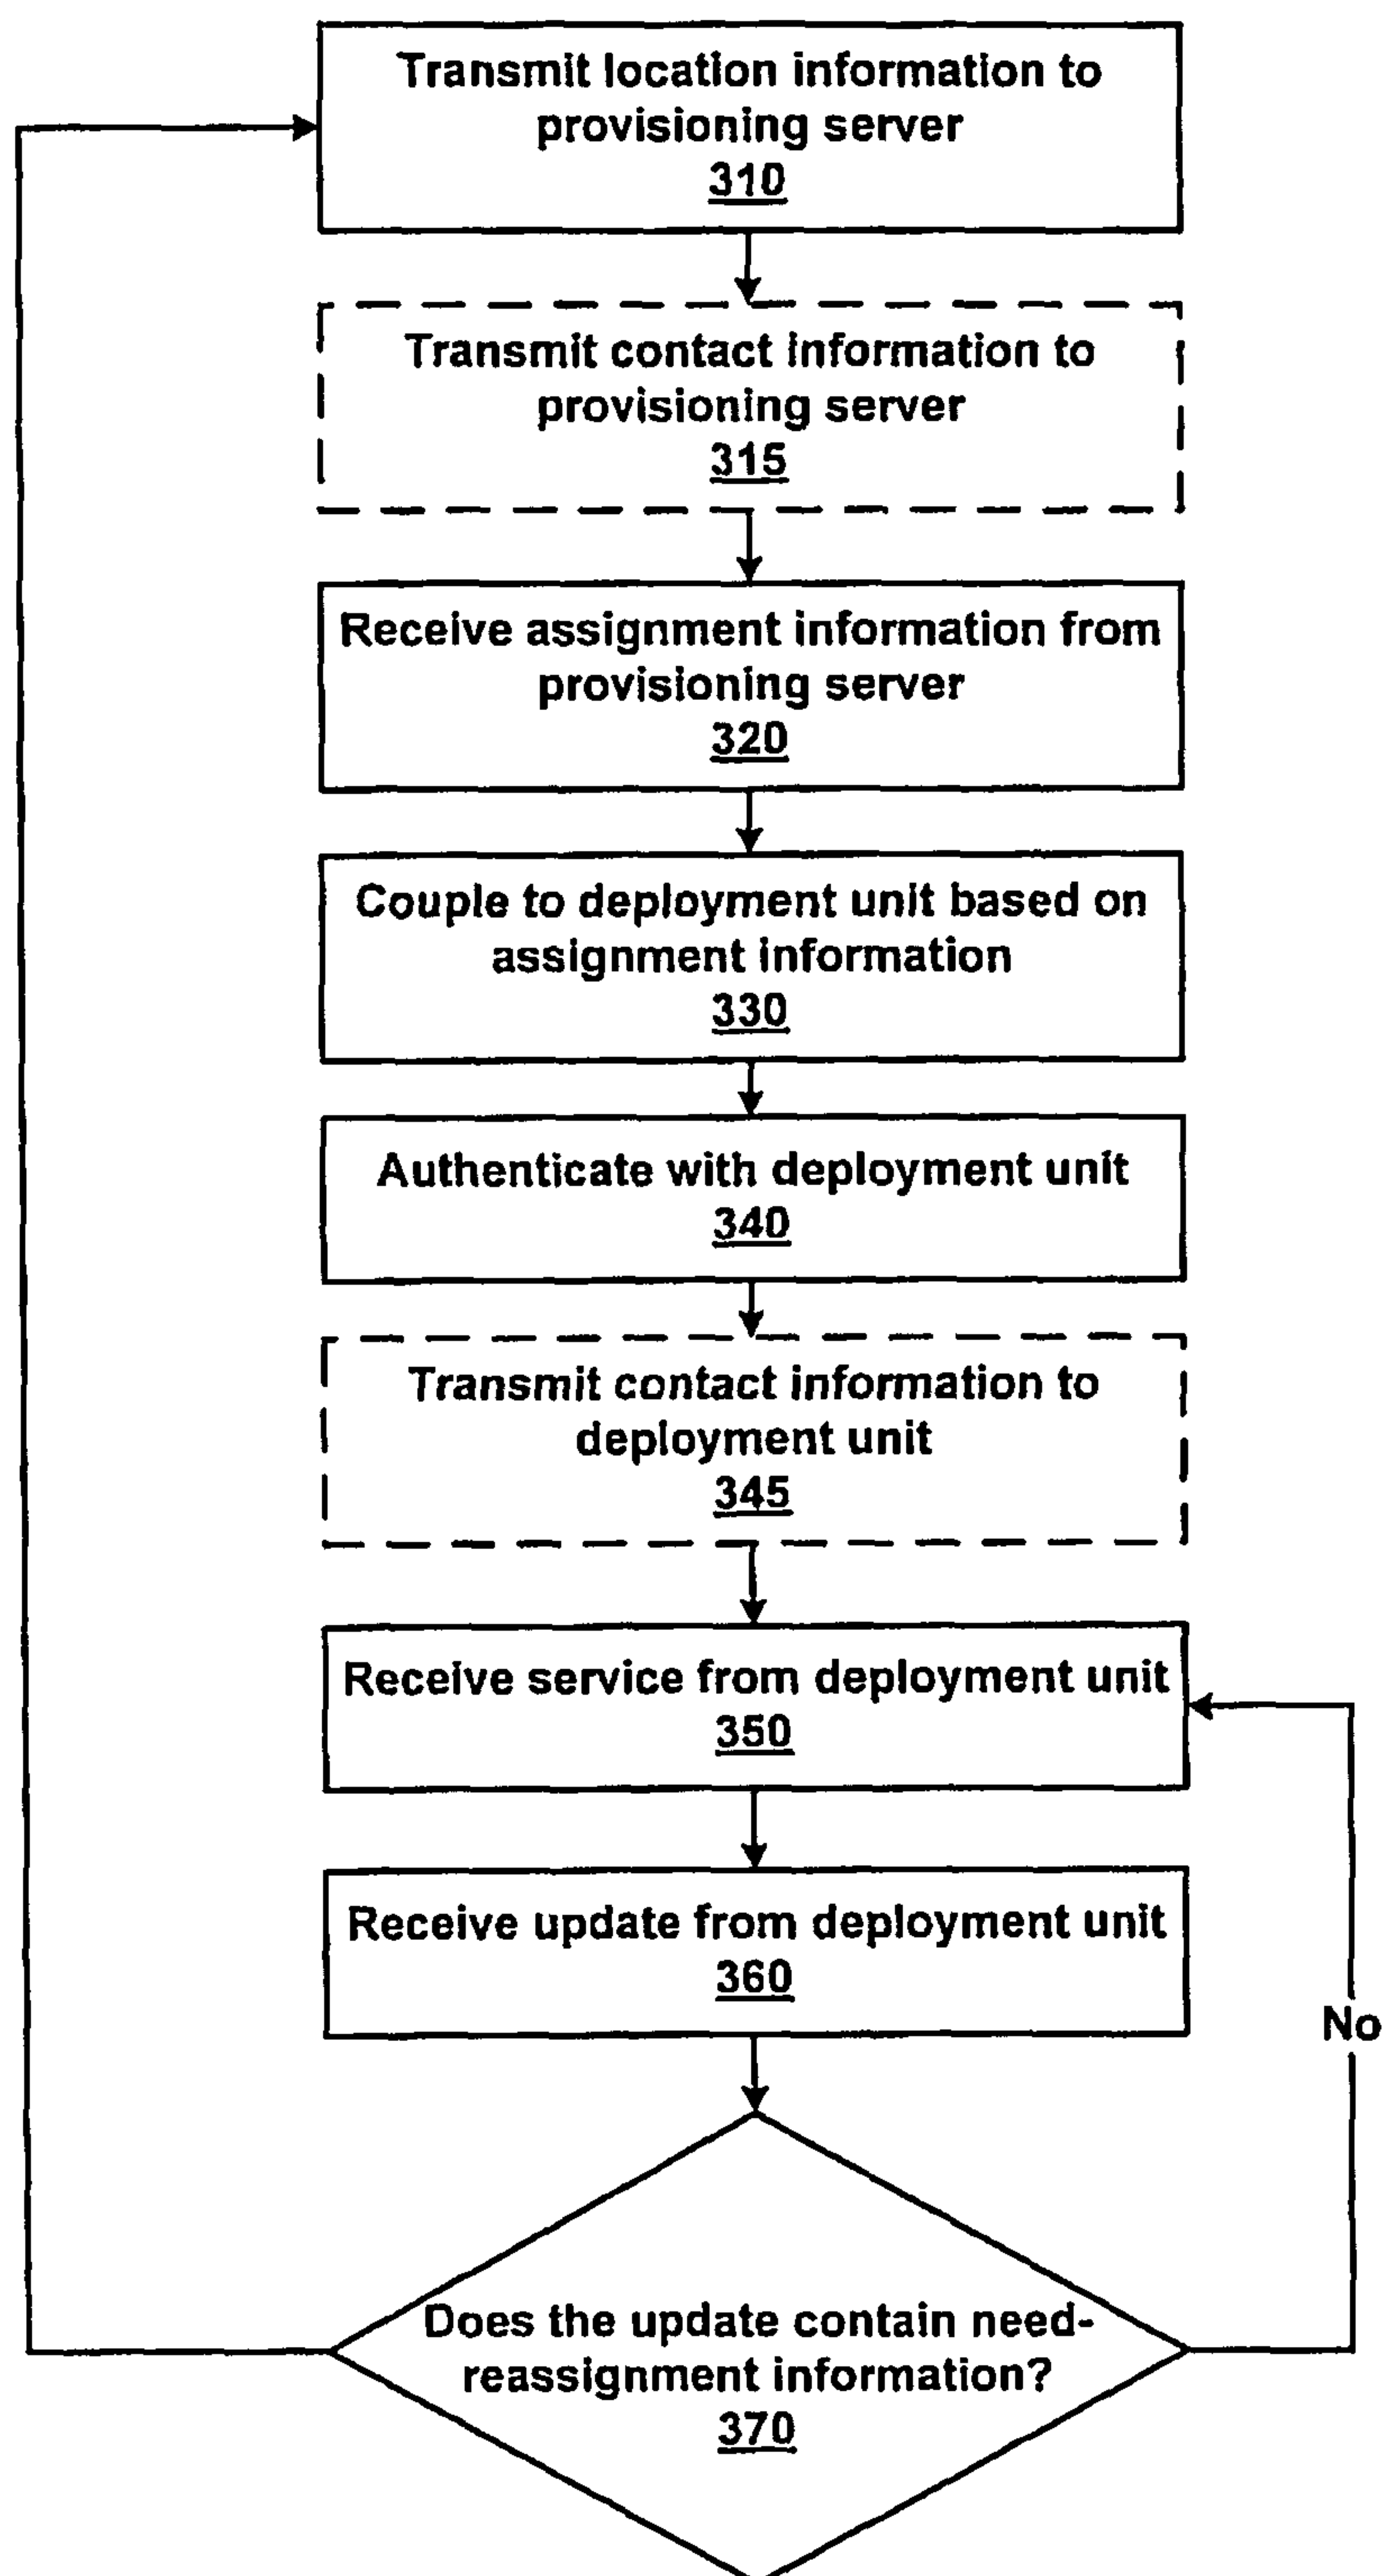 Transmit location information to
provisioning server
310
Transmit contact information to
provisioning server
315
Receive assignment information from
provisioning server
320
Couple to deployment unit based on
assignment information
330
Authenticate with deployment unit
340
Transmit contact information to
deployment unit
345
Receive service from deployment unit
350
Receive update from deployment unit
360
No
Does the update contain need-
reassignment information?
370